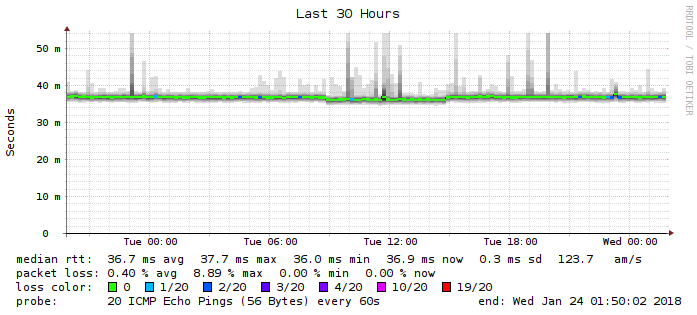 Last 30 Hours
RRDTOOL / TOBI OETIKER
Seconds
50 m
40 m
30 m
20 m
10 m
0
Tue 00:00 Tue 06:00 Tue 12:00 Tue 18:00 Wed 00:00
median rtt: 36.7 ms avg 37.7 ms max 36.0 ms min 36.9 ms now 0.3 ms sd 123.7 am/s
packet loss: 0.40 % avg 8.89 % max 0.00 % min 0.00 % now
loss color: 0 1/20 2/20 3/20 4/20 10/20 19/20
probe: 20 ICMP Echo Pings (56 Bytes) every 60s end: Wed Jan 24 01:50:02 2018